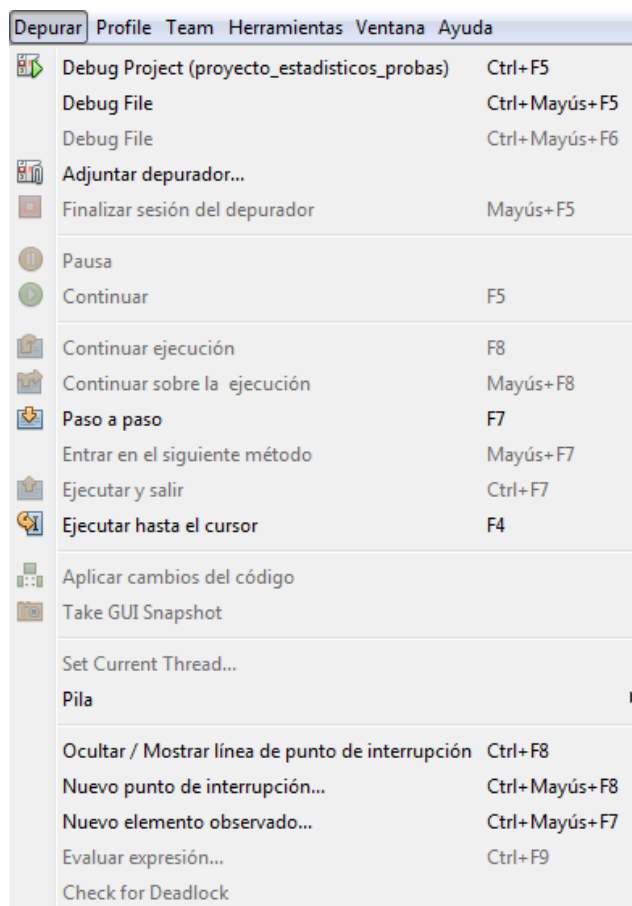 Depurar Profile Team Herramientas Ventana Ayuda
Debug Project (proyecto_estadisticos_probas) Ctrl+F5
Debug File Ctrl+Mayús+F5
Debug File Ctrl+Mayús+F6
Adjuntar depurador...
Finalizar sesión del depurador Mayús+F5
Pausa
Continuar F5
Continuar ejecución F8
Continuar sobre la ejecución Mayús+F8
Paso a paso F7
Entrar en el siguiente método Mayús+F7
Ejecutar y salir Ctrl+F7
Ejecutar hasta el cursor F4
Aplicar cambios del código
Take GUI Snapshot
Set Current Thread...
Pila
Ocultar / Mostrar línea de punto de interrupción Ctrl+F8
Nuevo punto de interrupción... Ctrl+Mayús+F8
Nuevo elemento observado... Ctrl+Mayús+F7
Evaluar expresión... Ctrl+F9
Check for Deadlock